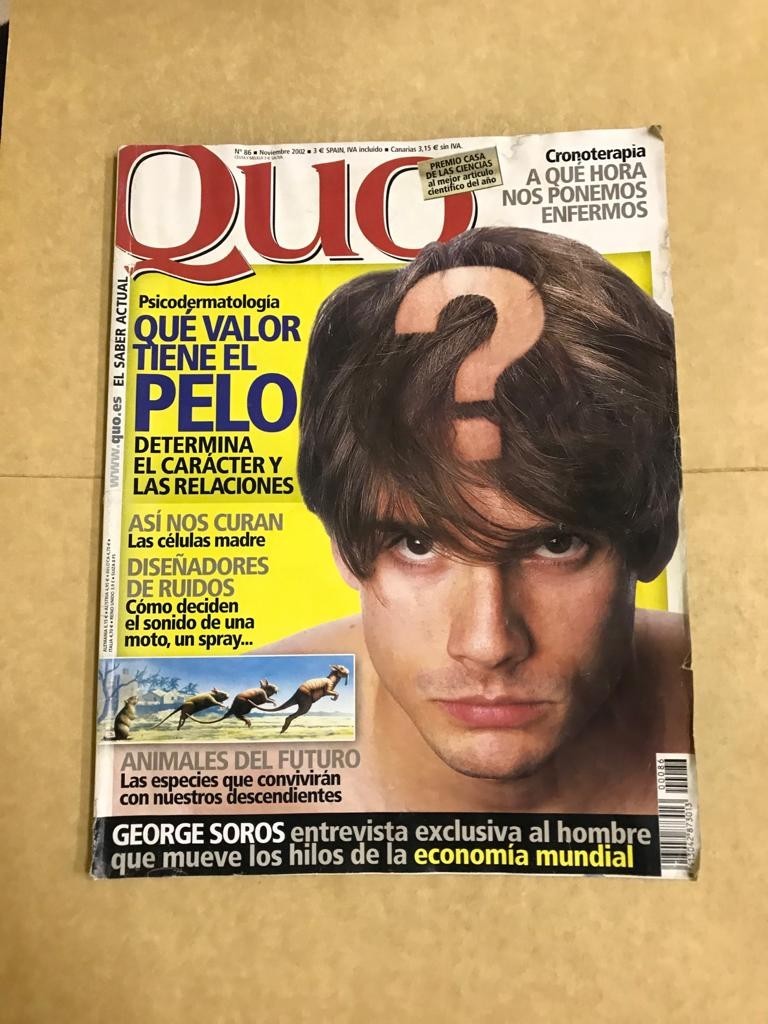 Nº 86 ▪ Noviembre 2002 ▪ 3 € SPAIN, IVA incluido ▪ Canarias 3,15 € sin IVA.
Quo
PREMIO CASA
DE LAS CIENCIAS
al mejor artículo
científico del año
Cronoterapia
A QUÉ HORA
NOS PONEMOS
ENFERMOS
www.quo.es EL SABER ACTUAL
?
Psicodermatología
QUÉ VALOR
TIENE EL
PELO
DETERMINA
EL CARÁCTER Y
LAS RELACIONES
ASÍ NOS CURAN
Las células madre
DISEÑADORES
DE RUIDOS
Cómo deciden
el sonido de una
moto, un spray...
ANIMALES DEL FUTURO
Las especies que convivirán
con nuestros descendientes
00086
GEORGE SOROS entrevista exclusiva al hombre
que mueve los hilos de la economía mundial